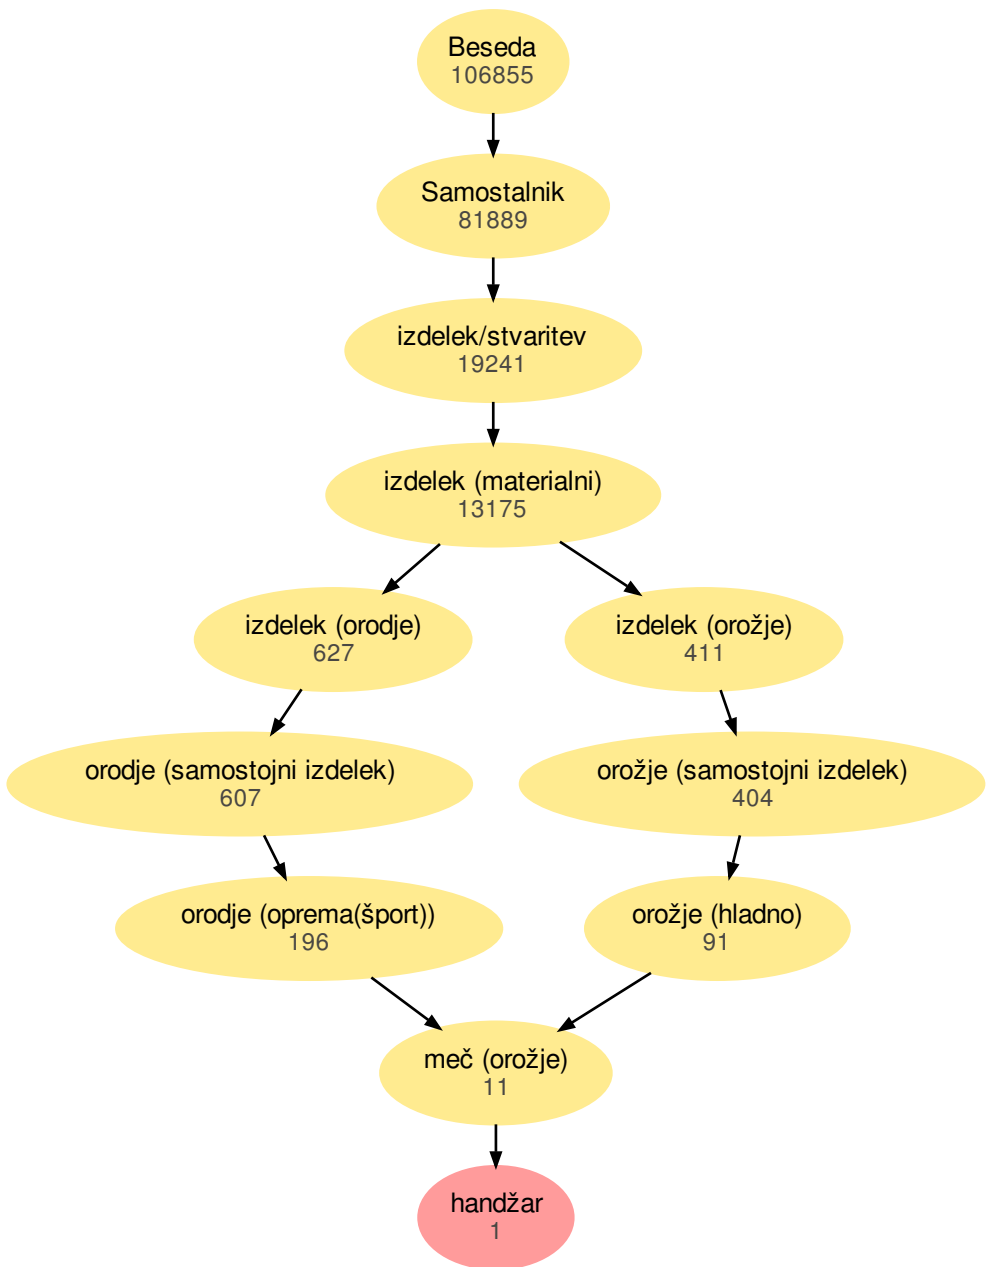 Beseda
106855
Samostalnik
81889
izdelek/stvaritev
19241
izdelek (materialni)
13175
izdelek (orodje)
627
izdelek (orožje)
411
orodje (samostojni izdelek)
607
orožje (samostojni izdelek)
404
orodje (oprema(šport))
196
orožje (hladno)
91
meč (orožje)
11
handžar
1